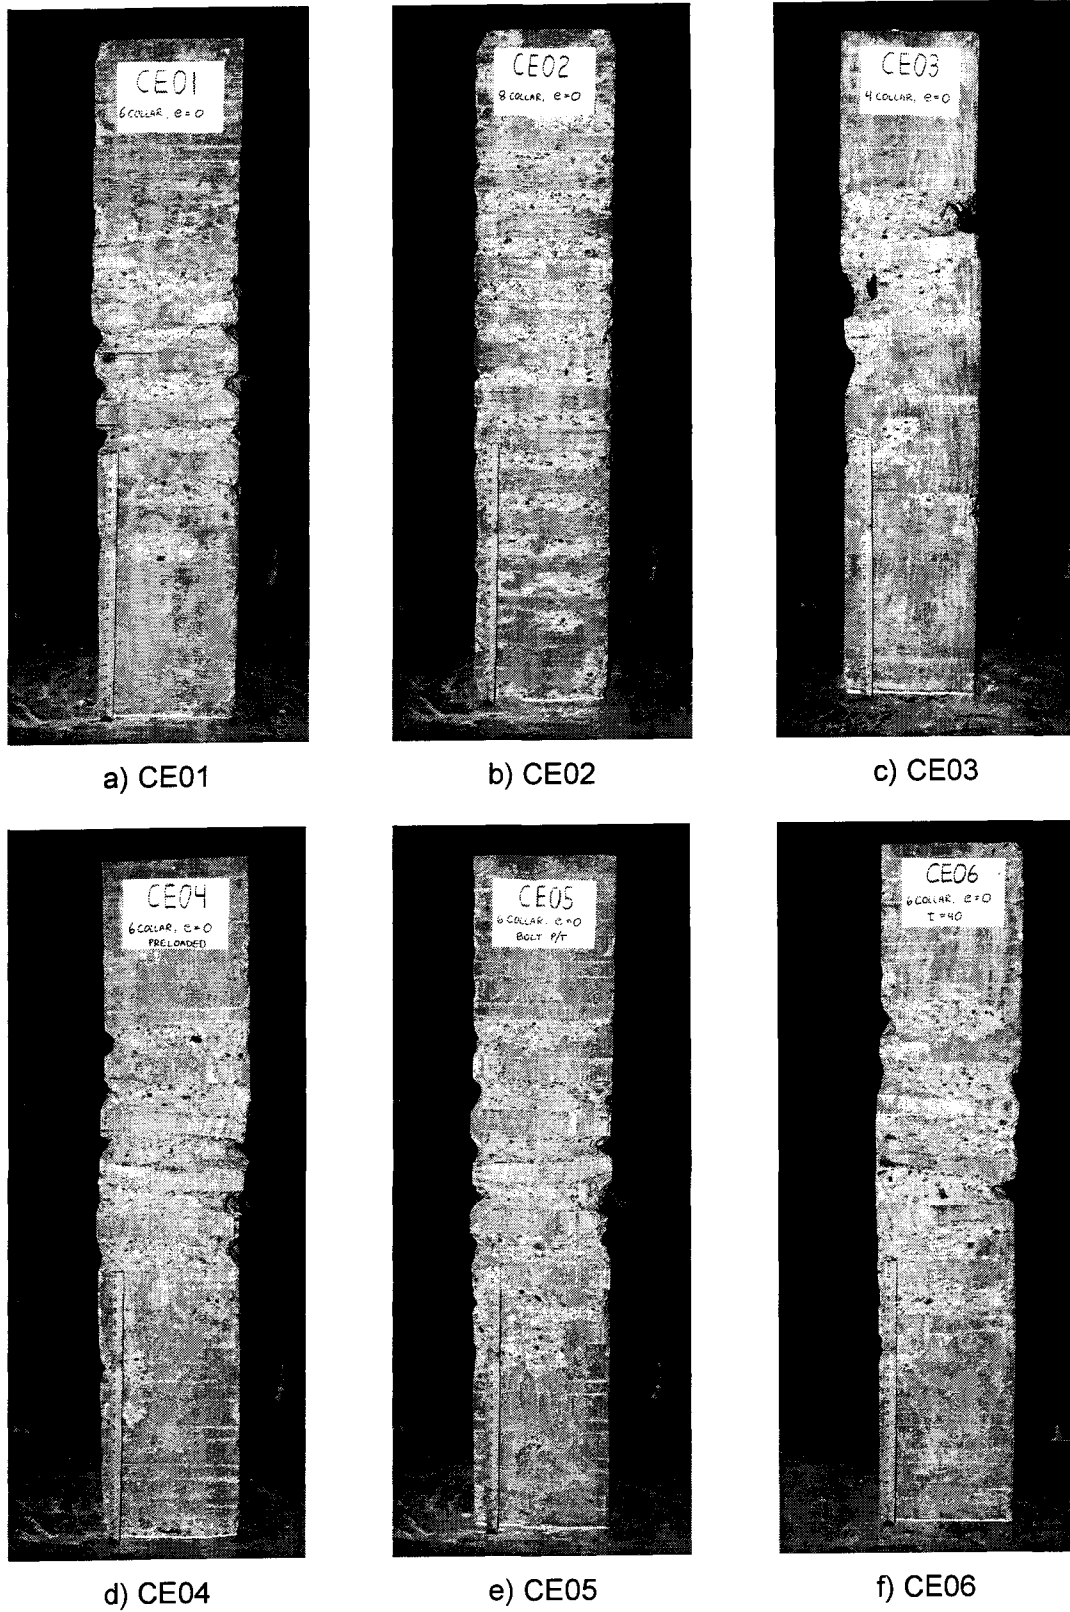 CE01
6 COLLAR, e=0
CE02
8 COLLAR, e=0
CE03
4 COLLAR, e=0
a) CE01
b) CE02
c) CE03
CE04
6 COLLAR, e=0
PRELOADED
CE05
6 COLLAR, e=0
BOLT P/T
CE06
6 COLLAR, e=0
t=40
d) CE04
e) CE05
f) CE06